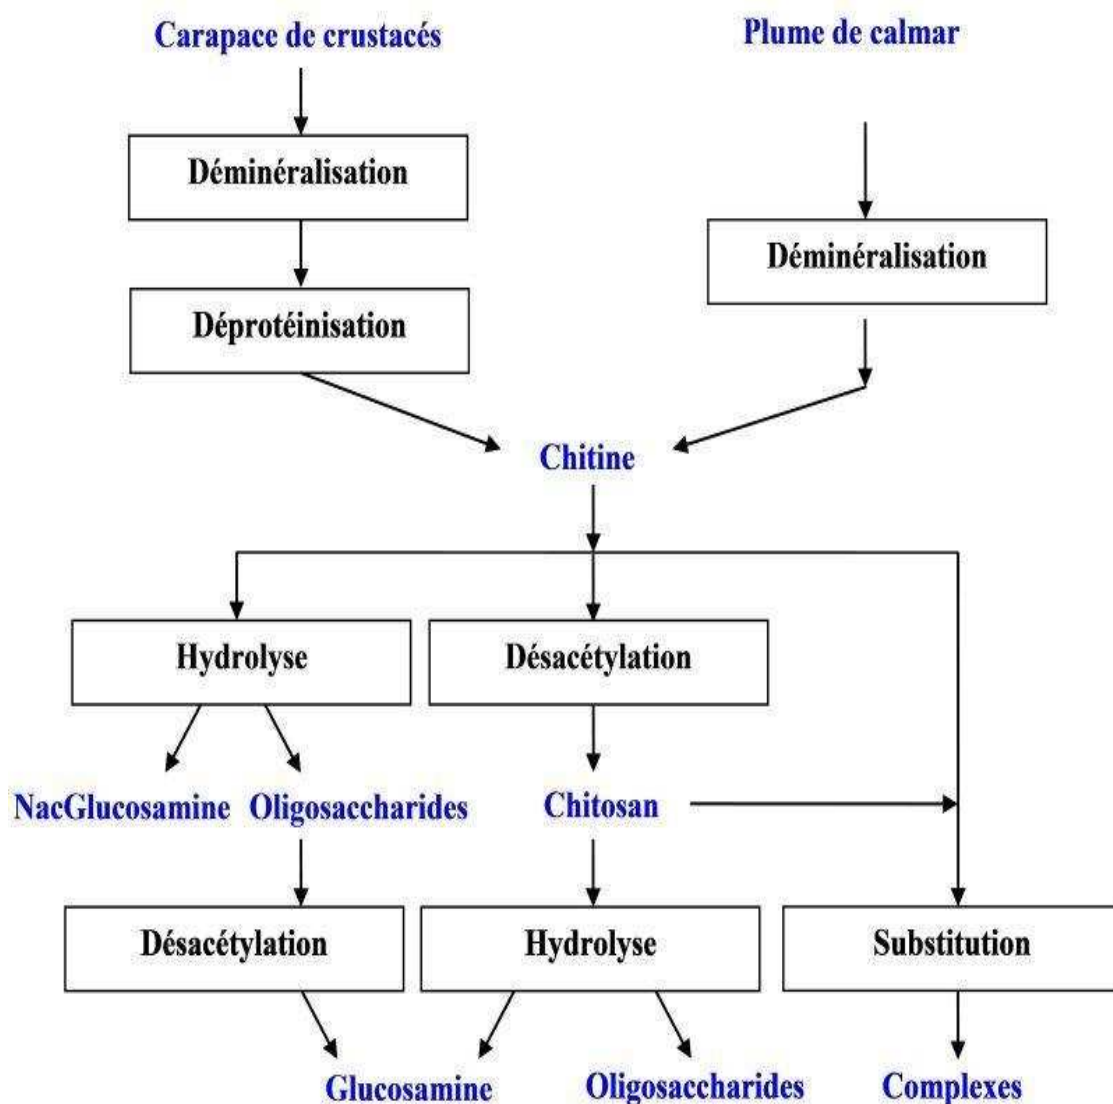 Carapace de crustacés
Plume de calmar
Déminéralisation
Déminéralisation
Déprotéinisation
Chitine
Hydrolyse
Désacétylation
NacGlucosamine
Oligosaccharides
Chitosan
Désacétylation
Hydrolyse
Substitution
Glucosamine
Oligosaccharides
Complexes